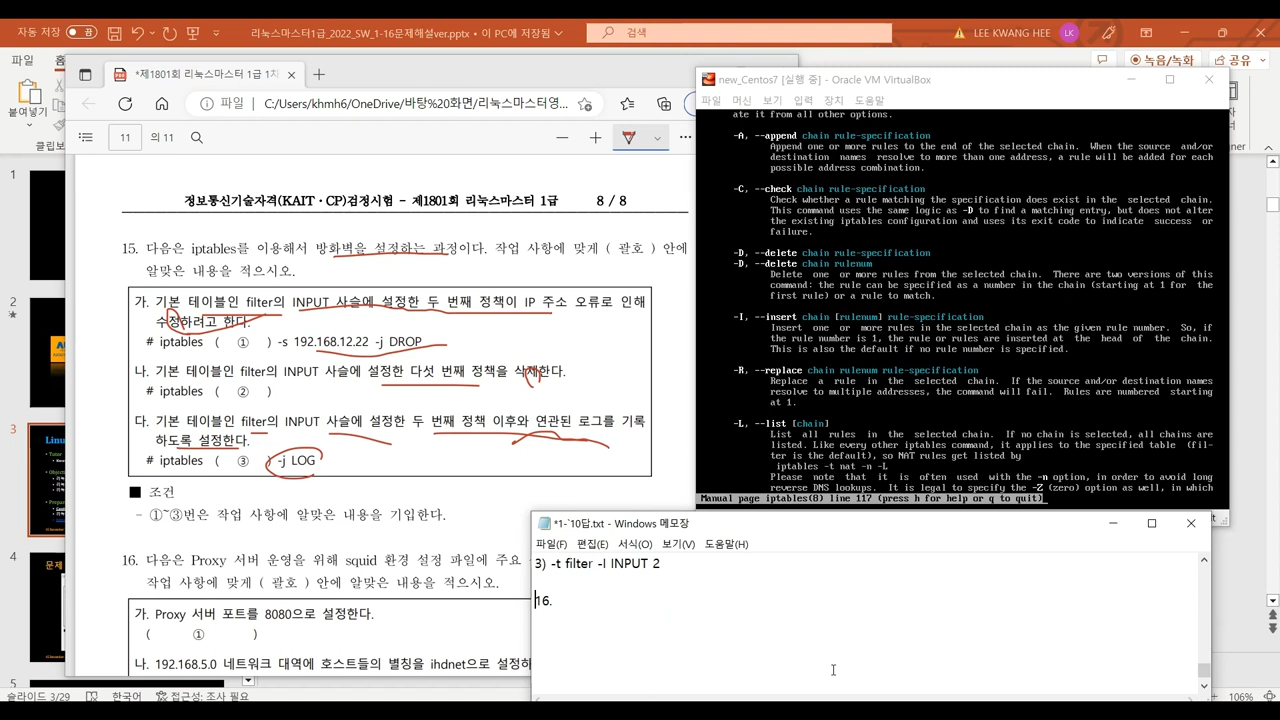 자동 저장 끔
리눅스마스터1급_2022_SW_1-16문제해설ver.pptx • 이 PC에 저장됨
검색
LEE KWANG HEE
LK
파일
홈
녹음/녹화
공유
붙여넣기
클립보
*제1801회 리눅스마스터 1급 1차
파일
C:/Users/khmh6/OneDrive/바탕%20화면/리눅스마스터영...
11
의 11
정보통신기술자격(KAIT·CP)검정시험 - 제1801회 리눅스마스터 1급
8 / 8
15. 다음은 iptables를 이용해서 방화벽을 설정하는 과정이다. 작업 사항에 맞게 ( 괄호 ) 안에
알맞은 내용을 적으시오.
가. 기본 테이블인 filter의 INPUT 사슬에 설정한 두 번째 정책이 IP 주소 오류로 인해
수정하려고 한다.
# iptables ( ① ) -s 192.168.12.22 -j DROP
나. 기본 테이블인 filter의 INPUT 사슬에 설정한 다섯 번째 정책을 삭제한다.
# iptables ( ② )
다. 기본 테이블인 filter의 INPUT 사슬에 설정한 두 번째 정책 이후와 연관된 로그를 기록
하도록 설정한다.
# iptables ( ③ ) -j LOG
■ 조건
- ①~③번은 작업 사항에 알맞은 내용을 기입한다.
16. 다음은 Proxy 서버 운영을 위해 squid 환경 설정 파일에 주요
작업 사항에 맞게 ( 괄호 ) 안에 알맞은 내용을 적으시오.
가. Proxy 서버 포트를 8080으로 설정한다.
( ① )
나. 192.168.5.0 네트워크 대역에 호스트들의 별칭을 ihdnet으로 설정하
new_Centos7 [실행 중] - Oracle VM VirtualBox
파일 머신 보기 입력 장치 도움말
ate it from all other options.
-A, --append chain rule-specification
Append one or more rules to the end of the selected chain. When the source and/or
destination names resolve to more than one address, a rule will be added for each
possible address combination.
-C, --check chain rule-specification
Check whether a rule matching the specification does exist in the selected chain.
This command uses the same logic as -D to find a matching entry, but does not alter
the existing iptables configuration and uses its exit code to indicate success or
failure.
-D, --delete chain rule-specification
-D, --delete chain rulenum
Delete one or more rules from the selected chain. There are two versions of this
command: the rule can be specified as a number in the chain (starting at 1 for the
first rule) or a rule to match.
-I, --insert chain [rulenum] rule-specification
Insert one or more rules in the selected chain as the given rule number. So, if
the rule number is 1, the rule or rules are inserted at the head of the chain.
This is also the default if no rule number is specified.
-R, --replace chain rulenum rule-specification
Replace a rule in the selected chain. If the source and/or destination names
resolve to multiple addresses, the command will fail. Rules are numbered starting
at 1.
-L, --list [chain]
List all rules in the selected chain. If no chain is selected, all chains are
listed. Like every other iptables command, it applies to the specified table (fil-
ter is the default), so NAT rules get listed by
iptables -t nat -n -L
Please note that it is often used with the -n option, in order to avoid long
reverse DNS lookups. It is legal to specify the -Z (zero) option as well, in which
Manual page iptables(8) line 117 (press h for help or q to quit)
*1-`10답.txt - Windows 메모장
파일(F) 편집(E) 서식(O) 보기(V) 도움말(H)
3) -t filter -I INPUT 2
16.
1
2
3
4
5
문제
슬라이드 3/29
한국어
접근성: 조사 필요
106%